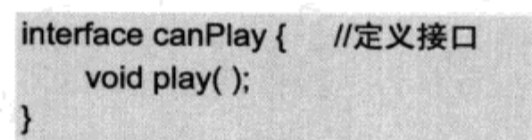 interface canPlay {    //定义接口
    void play( );
}